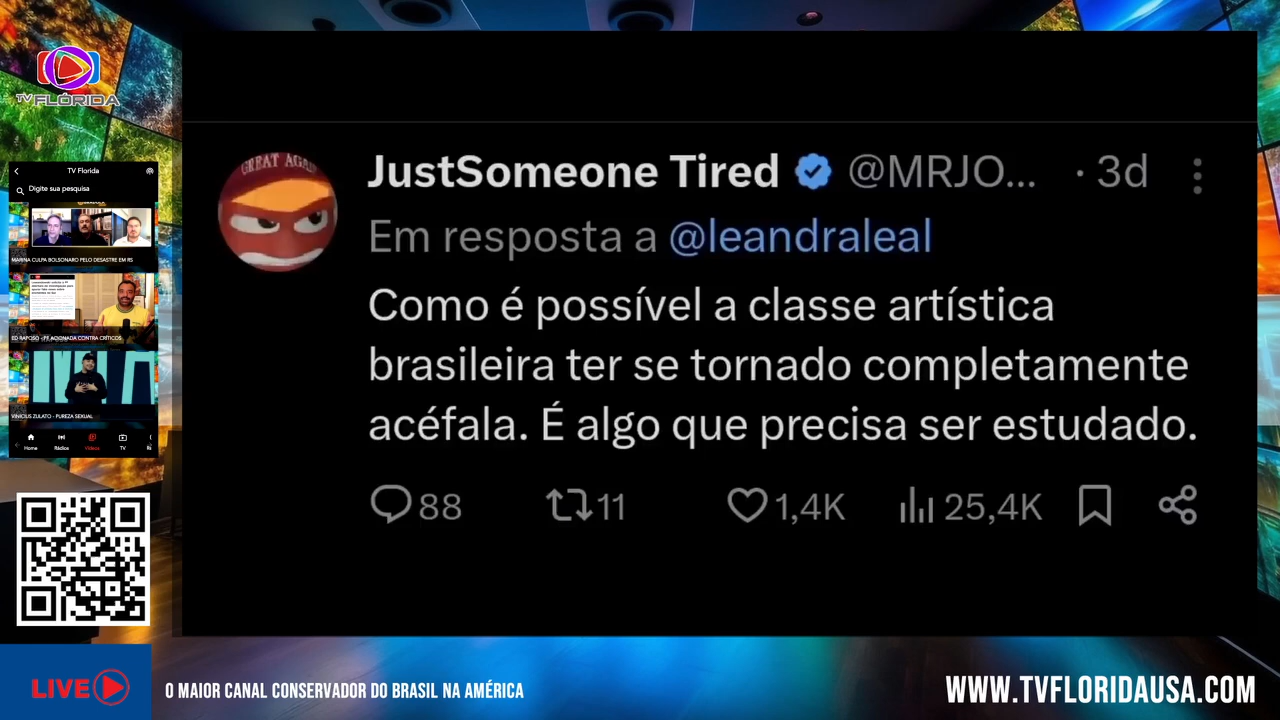 TV FLÓRIDA
TV Florida
Digite sua pesquisa
MARINA CULPA BOLSONARO PELO DESASTRE EM RS
ED RAPOSO - PF ACIONADA CONTRA CRÍTICOS
VINICIUS ZULATO - PUREZA SEXUAL
Home Rádios Vídeos TV
GREAT AGAIN
JustSomeone Tired @MRJO... · 3d
Em resposta a @leandraleal
Como é possível a classe artística
brasileira ter se tornado completamente
acéfala. É algo que precisa ser estudado.
88 11 1,4K 25,4K
LIVE
O MAIOR CANAL CONSERVADOR DO BRASIL NA AMÉRICA
WWW.TVFLORIDAUSA.COM